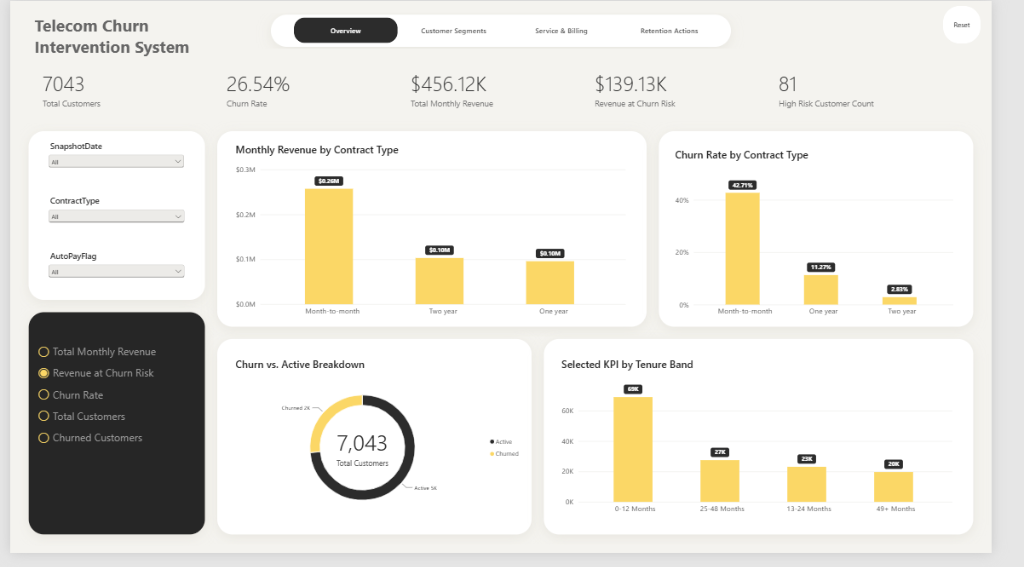 Telecom Churn
Intervention System
Overview
Customer Segments
Service & Billing
Retention Actions
Reset
7043
Total Customers
26.54%
Churn Rate
$456.12K
Total Monthly Revenue
$139.13K
Revenue at Churn Risk
81
High Risk Customer Count
SnapshotDate
All
ContractType
All
AutoPayFlag
All
Monthly Revenue by Contract Type
$0.3M
$0.2M
$0.1M
$0.0M
$0.26M
$0.10M
$0.10M
Month-to-month
Two year
One year
Churn Rate by Contract Type
40%
20%
0%
42.71%
11.27%
2.83%
Month-to-month
One year
Two year
Total Monthly Revenue
Revenue at Churn Risk
Churn Rate
Total Customers
Churned Customers
Churn vs. Active Breakdown
Churned 2K
7,043
Total Customers
Active 5K
Active
Churned
Selected KPI by Tenure Band
60K
40K
20K
0K
69K
27K
23K
20K
0-12 Months
25-48 Months
13-24 Months
49+ Months